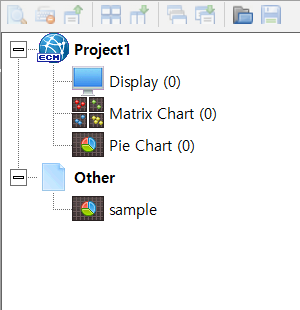 ECM
Project1
Display (0)
Matrix Chart (0)
Pie Chart (0)
Other
sample